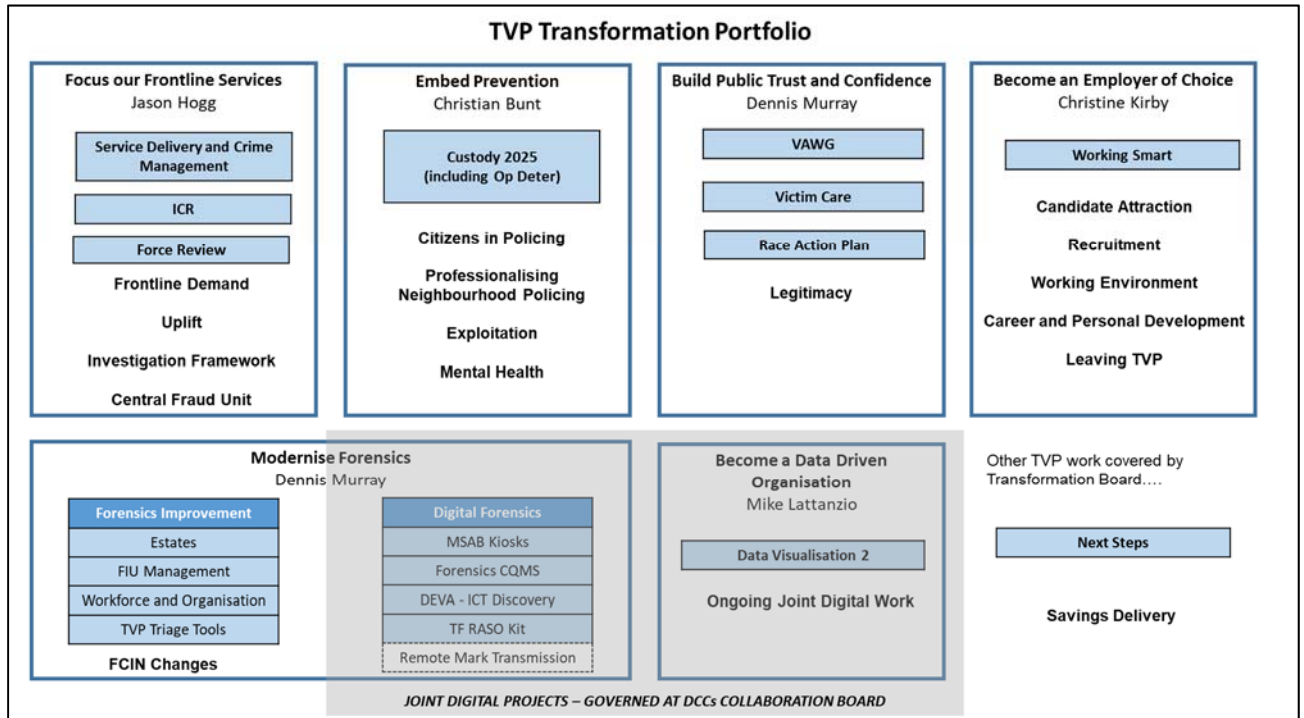 TVP Transformation Portfolio
Focus our Frontline Services
Jason Hogg
Service Delivery and Crime
Management
ICR
Force Review
Frontline Demand
Uplift
Investigation Framework
Central Fraud Unit
Embed Prevention
Christian Bunt
Custody 2025
(including Op Deter)
Citizens in Policing
Professionalising
Neighbourhood Policing
Exploitation
Mental Health
Build Public Trust and Confidence
Dennis Murray
VAWG
Victim Care
Race Action Plan
Legitimacy
Become an Employer of Choice
Christine Kirby
Working Smart
Candidate Attraction
Recruitment
Working Environment
Career and Personal Development
Leaving TVP
Modernise Forensics
Dennis Murray
Forensics Improvement
Estates
FIU Management
Workforce and Organisation
TVP Triage Tools
FCIN Changes
Digital Forensics
MSAB Kiosks
Forensics CQMS
DEVA - ICT Discovery
TF RASO Kit
Remote Mark Transmission
Become a Data Driven
Organisation
Mike Lattanzio
Data Visualisation 2
Ongoing Joint Digital Work
Other TVP work covered by
Transformation Board....
Next Steps
Savings Delivery
JOINT DIGITAL PROJECTS – GOVERNED AT DCCs COLLABORATION BOARD